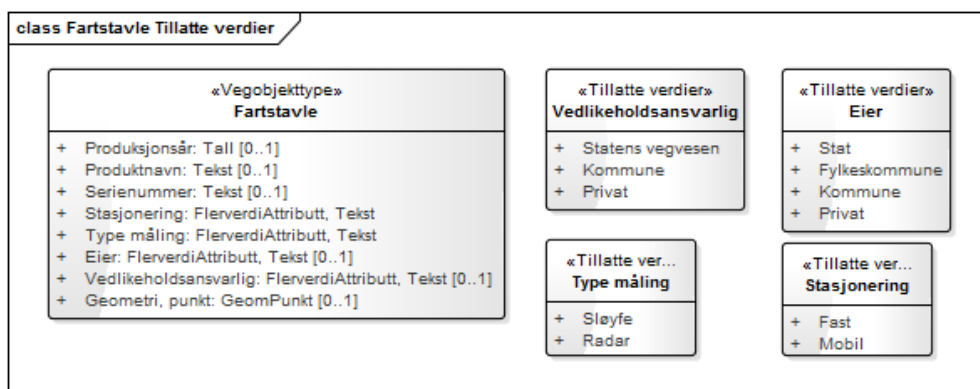 class Fartstavle Tillatte verdier
«Vegobjekttype»
Fartstavle
+ Produksjonsår: Tall [0..1]
+ Produktnavn: Tekst [0..1]
+ Serienummer: Tekst [0..1]
+ Stasjonering: FlerverdiAttributt, Tekst
+ Type måling: FlerverdiAttributt, Tekst
+ Eier: FlerverdiAttributt, Tekst [0..1]
+ Vedlikeholdsansvarlig: FlerverdiAttributt, Tekst [0..1]
+ Geometri, punkt: GeomPunkt [0..1]
«Tillatte verdier»
Vedlikeholdsansvarlig
+ Statens vegvesen
+ Kommune
+ Privat
«Tillatte verdier»
Eier
+ Stat
+ Fylkeskommune
+ Kommune
+ Privat
«Tillatte ver...
Type måling
+ Sløyfe
+ Radar
«Tillatte ver...
Stasjonering
+ Fast
+ Mobil